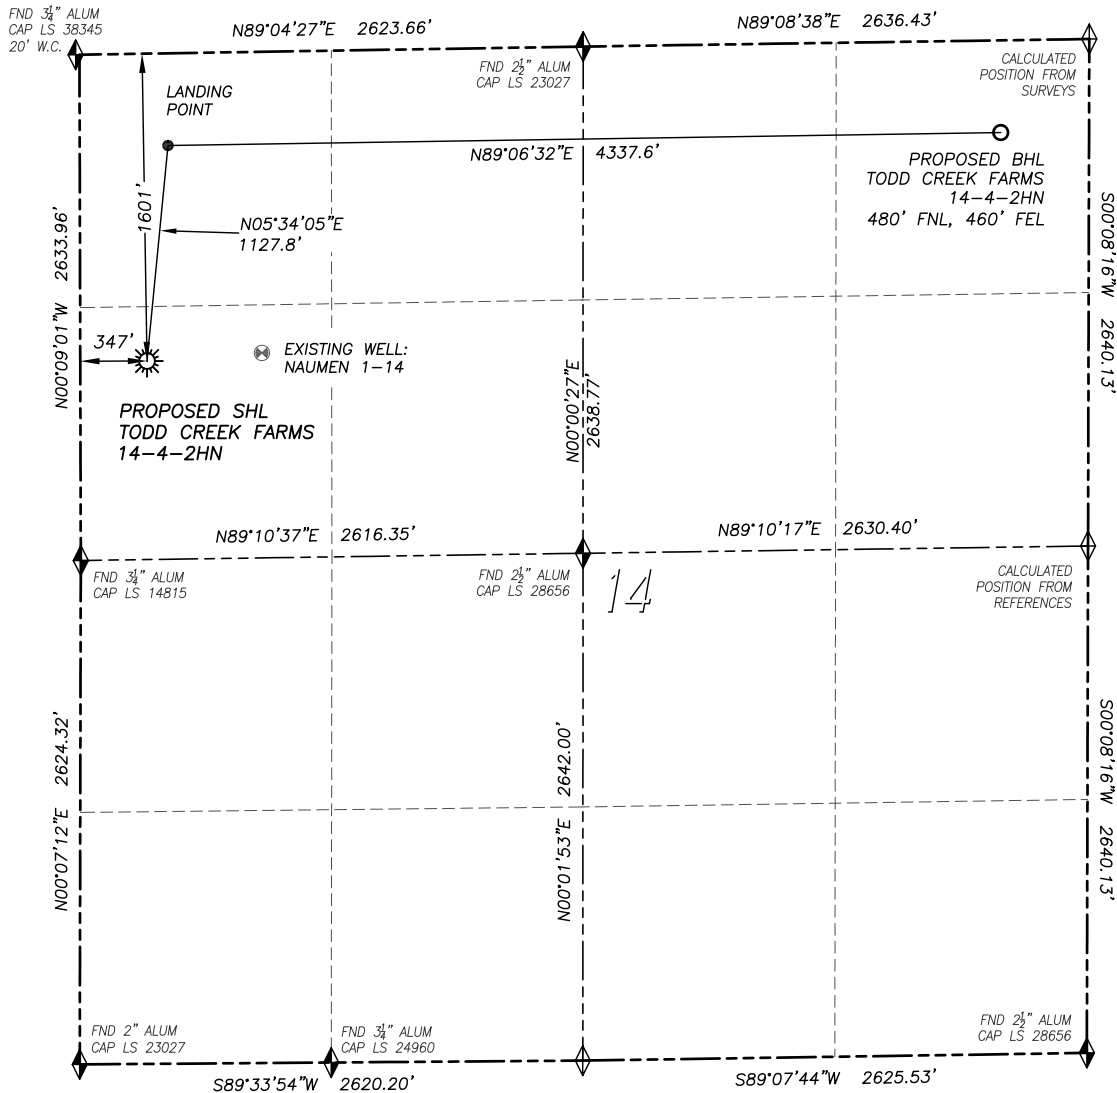 FND 3¼" ALUM
CAP LS 38345
20' W.C.
N89°04'27"E 2623.66'
N89°08'38"E 2636.43'
FND 2½" ALUM
CAP LS 23027
CALCULATED
POSITION FROM
SURVEYS
LANDING
POINT
N89°06'32"E 4337.6'
PROPOSED BHL
TODD CREEK FARMS
14-4-2HN
480' FNL, 460' FEL
1601'
N05°34'05"E
1127.8'
N00°09'01"W 2633.96'
S00°08'16"W 2640.13'
347'
EXISTING WELL:
NAUMEN 1-14
PROPOSED SHL
TODD CREEK FARMS
14-4-2HN
N00°00'27"E
2638.77'
N89°10'37"E 2616.35'
N89°10'17"E 2630.40'
FND 3¼" ALUM
CAP LS 14815
FND 2½" ALUM
CAP LS 28656
14
CALCULATED
POSITION FROM
REFERENCES
N00°07'12"E 2624.32'
N00°01'53"E 2642.00'
S00°08'16"W 2640.13'
FND 2" ALUM
CAP LS 23027
FND 3¼" ALUM
CAP LS 24960
FND 2½" ALUM
CAP LS 28656
S89°33'54"W 2620.20'
S89°07'44"W 2625.53'